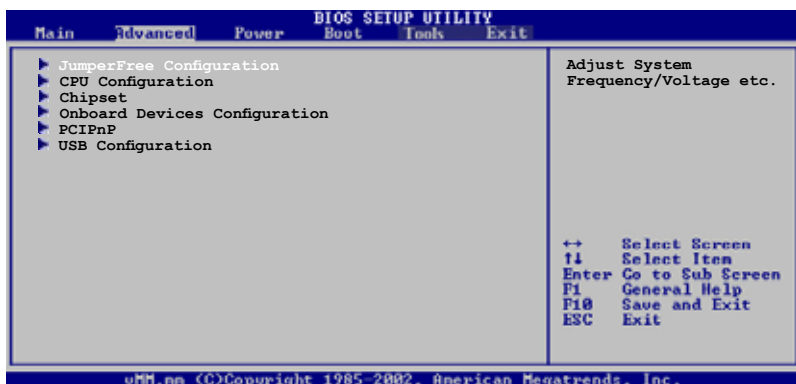 BIOS SETUP UTILITY
Main Advanced Power Boot Tools Exit
JumperFree Configuration
CPU Configuration
Chipset
Onboard Devices Configuration
PCIPnP
USB Configuration
Adjust System
Frequency/Voltage etc.
↔ Select Screen
↑↓ Select Item
Enter Go to Sub Screen
F1 General Help
F10 Save and Exit
ESC Exit
vMM.nn (C)Copyright 1985-2002, American Megatrends, Inc.